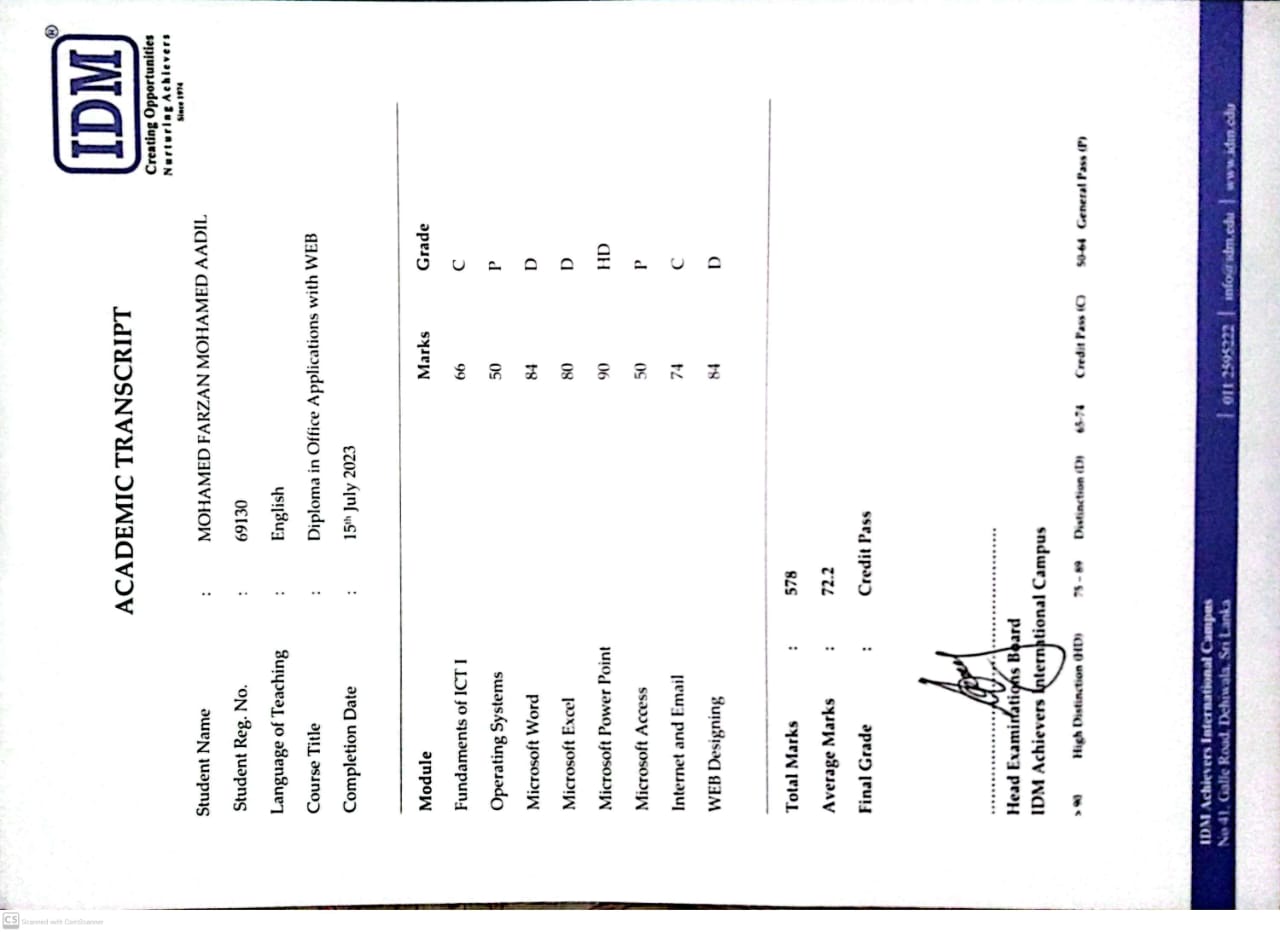 CS Scanned with CamScanner
IDM®
Creating Opportunities
Nurturing Achievers
Since 1974
ACADEMIC TRANSCRIPT
Student Name : MOHAMED FARZAN MOHAMED AADIL
Student Reg. No. : 69130
Language of Teaching : English
Course Title : Diploma in Office Applications with WEB
Completion Date : 15th July 2023
Module Marks Grade
Fundaments of ICT I 66 C
Operating Systems 50 P
Microsoft Word 84 D
Microsoft Excel 80 D
Microsoft Power Point 90 HD
Microsoft Access 50 P
Internet and Email 74 C
WEB Designing 84 D
Total Marks : 578
Average Marks : 72.2
Final Grade : Credit Pass
Head Examinations Board
IDM Achievers International Campus
> 90 High Distinction (HD) 75 – 89 Distinction (D) 65-74 Credit Pass (C) 50-64 General Pass (P)
IDM Achievers International Campus
No 41, Galle Road, Dehiwala, Sri Lanka | 011 2595222 | info@idm.edu | www.idm.edu